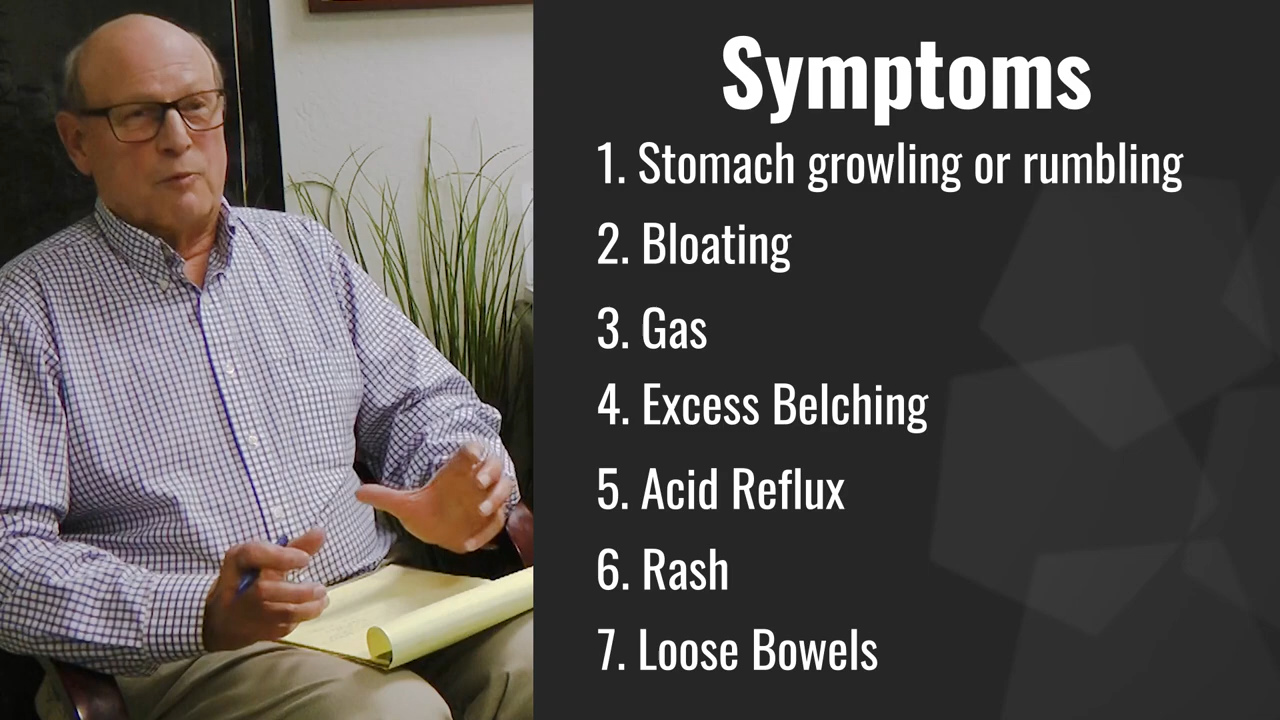 Symptoms
1. Stomach growling or rumbling
2. Bloating
3. Gas
4. Excess Belching
5. Acid Reflux
6. Rash
7. Loose Bowels